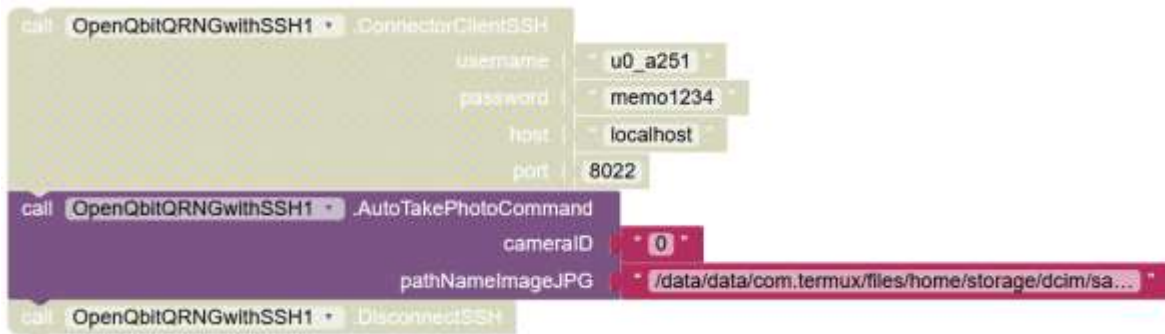 call OpenQbitQRNGwithSSH1 .ConnectorClientSSH
username " u0_a251 "
password " memo1234 "
host " localhost "
port 8022
call OpenQbitQRNGwithSSH1 .AutoTakePhotoCommand
cameraID " 0 "
pathNameImageJPG " /data/data/com.termux/files/home/storage/dcim/sa... "
call OpenQbitQRNGwithSSH1 .DisconnectSSH